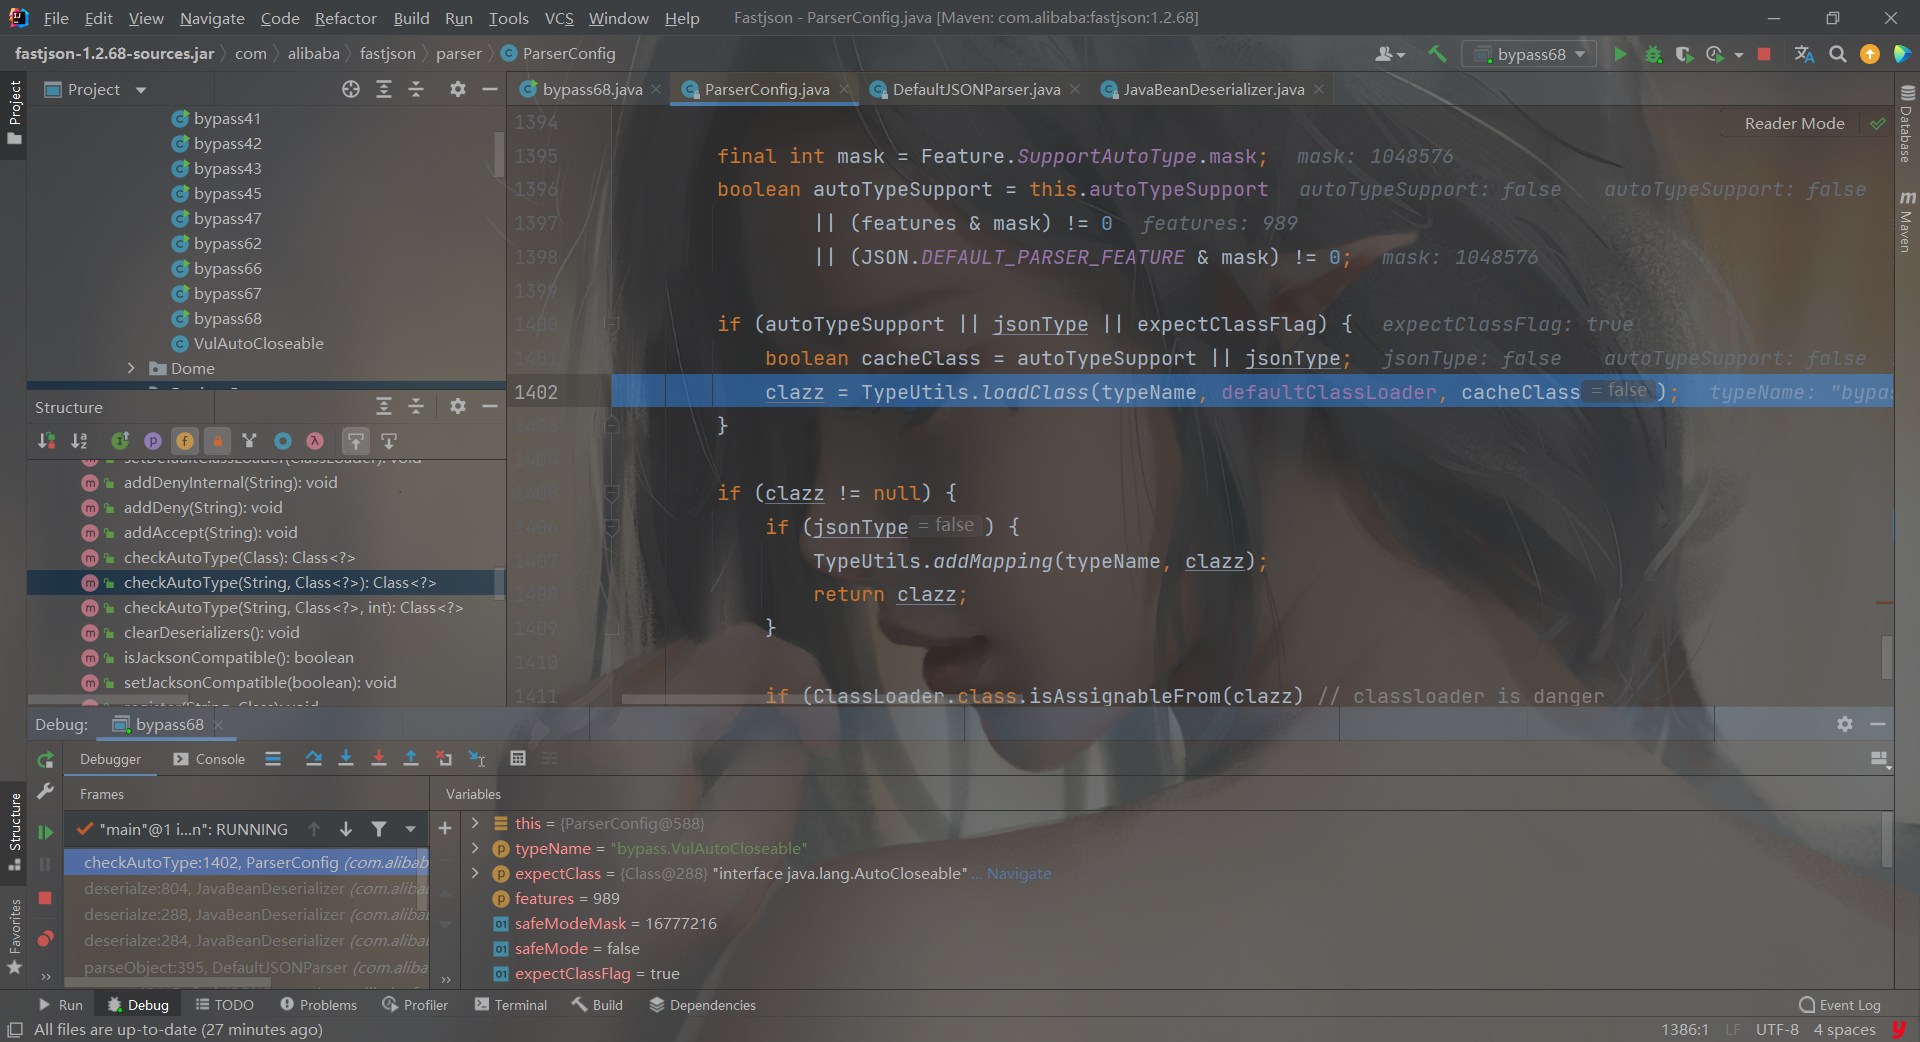 File Edit View Navigate Code Refactor Build Run Tools VCS Window Help Fastjson - ParserConfig.java [Maven: com.alibaba:fastjson:1.2.68]
fastjson-1.2.68-sources.jar com alibaba fastjson parser ParserConfig
bypass68
Project
Project
bypass68.java ParserConfig.java DefaultJSONParser.java JavaBeanDeserializer.java
Reader Mode
Database
Maven
bypass41
bypass42
bypass43
bypass45
bypass47
bypass62
bypass66
bypass67
bypass68
VulAutoCloseable
Dome
1394
1395 final int mask = Feature.SupportAutoType.mask; mask: 1048576
1396 boolean autoTypeSupport = this.autoTypeSupport autoTypeSupport: false autoTypeSupport: false
1397 || (features & mask) != 0 features: 989
1398 || (JSON.DEFAULT_PARSER_FEATURE & mask) != 0; mask: 1048576
1399
1400 if (autoTypeSupport || jsonType || expectClassFlag) { expectClassFlag: true
1401 boolean cacheClass = autoTypeSupport || jsonType; jsonType: false autoTypeSupport: false
1402 clazz = TypeUtils.loadClass(typeName, defaultClassLoader, cacheClass = false ); typeName: "bypas
1403 }
1404
1405 if (clazz != null) {
1406 if (jsonType = false ) {
1407 TypeUtils.addMapping(typeName, clazz);
1408 return clazz;
1409 }
1410
1411 if (ClassLoader.class.isAssignableFrom(clazz) // classloader is danger
Structure
setDefaultClassLoader(ClassLoader): void
addDenyInternal(String): void
addDeny(String): void
addAccept(String): void
checkAutoType(Class): Class<?>
checkAutoType(String, Class<?>): Class<?>
checkAutoType(String, Class<?>, int): Class<?>
clearDeserializers(): void
isJacksonCompatible(): boolean
setJacksonCompatible(boolean): void
register(String, Class): void
Debug: bypass68
Debugger Console
Frames
"main"@1 i...n": RUNNING
checkAutoType:1402, ParserConfig (com.alibab
deserialze:804, JavaBeanDeserializer (com.aliba
deserialze:288, JavaBeanDeserializer (com.aliba
deserialze:284, JavaBeanDeserializer (com.aliba
parseObject:395, DefaultJSONParser (com.aliba
Variables
this = {ParserConfig@588}
typeName = "bypass.VulAutoCloseable"
expectClass = {Class@288} "interface java.lang.AutoCloseable" ... Navigate
features = 989
safeModeMask = 16777216
safeMode = false
expectClassFlag = true
Structure
Favorites
Run Debug TODO Problems Profiler Terminal Build Dependencies Event Log
All files are up-to-date (27 minutes ago) 1386:1 LF UTF-8 4 spaces